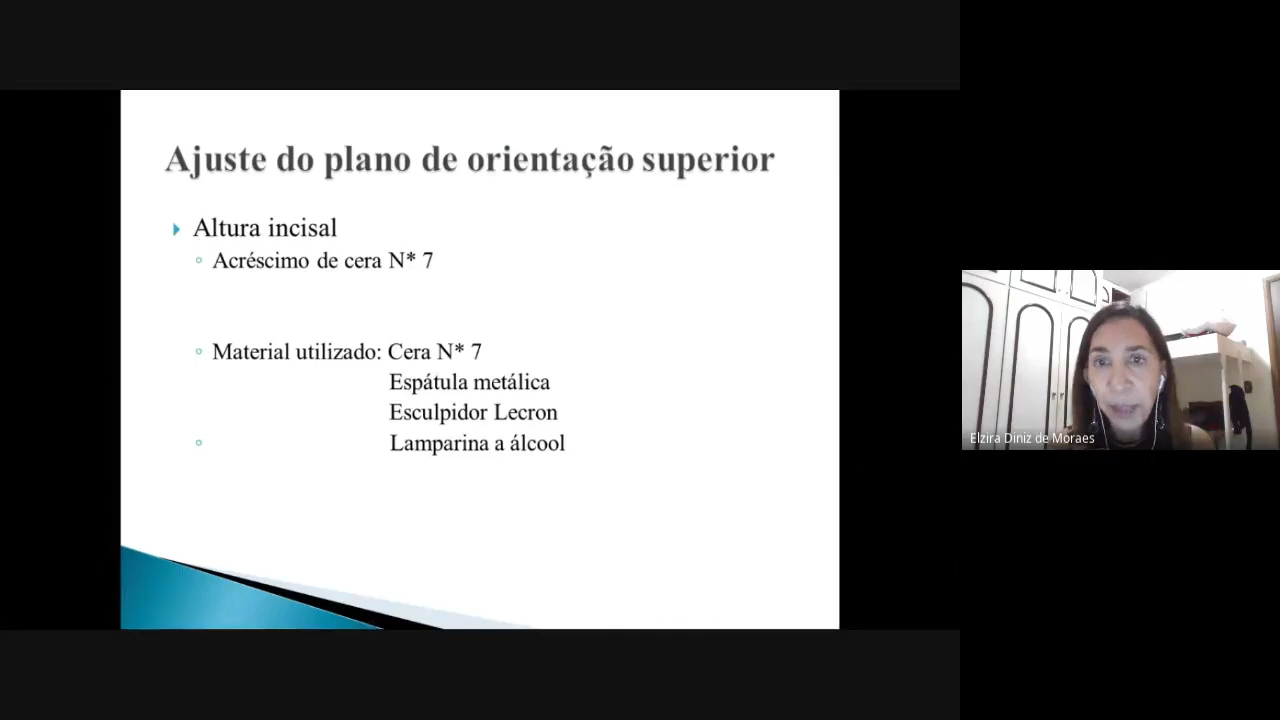 Ajuste do plano de orientação superior
Altura incisal
Acréscimo de cera N* 7
Material utilizado: Cera N* 7
Espátula metálica
Esculpidor Lecron
Lamparina a álcool
Elzira Diniz de Moraes